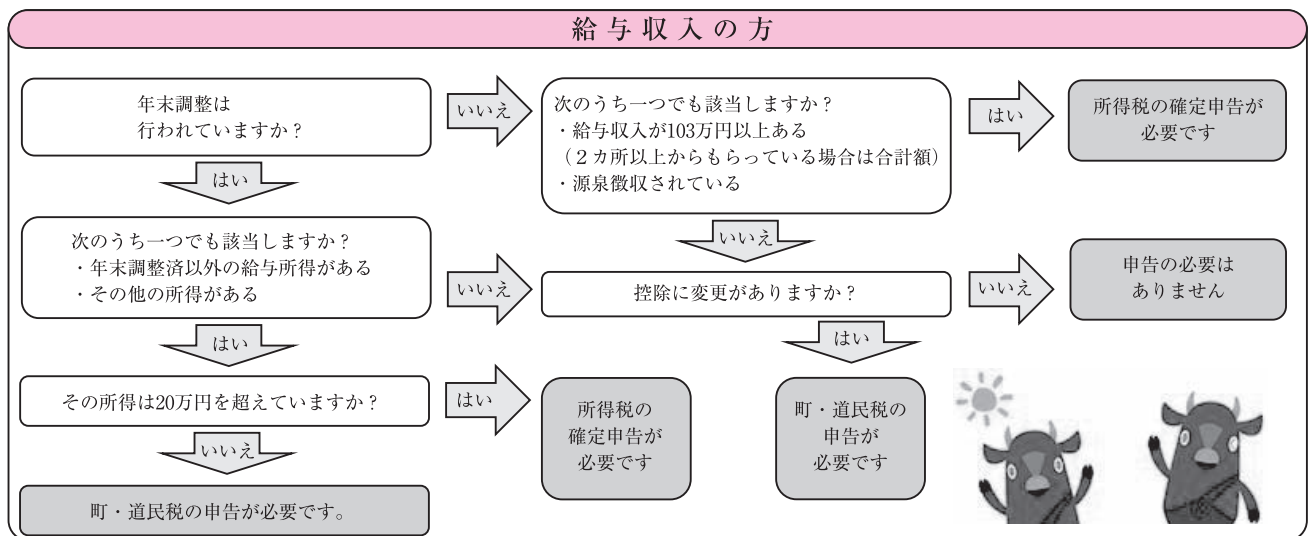 給与収入の方
年末調整は
行われていますか？
いいえ
次のうち一つでも該当しますか？
・給与収入が103万円以上ある
（２カ所以上からもらっている場合は合計額）
・源泉徴収されている
はい
所得税の確定申告が
必要です
はい
いいえ
次のうち一つでも該当しますか？
・年末調整済以外の給与所得がある
・その他の所得がある
いいえ
控除に変更がありますか？
いいえ
申告の必要は
ありません
はい
はい
その所得は20万円を超えていますか？
はい
所得税の
確定申告が
必要です
町・道民税の
申告が
必要です
いいえ
町・道民税の申告が必要です。